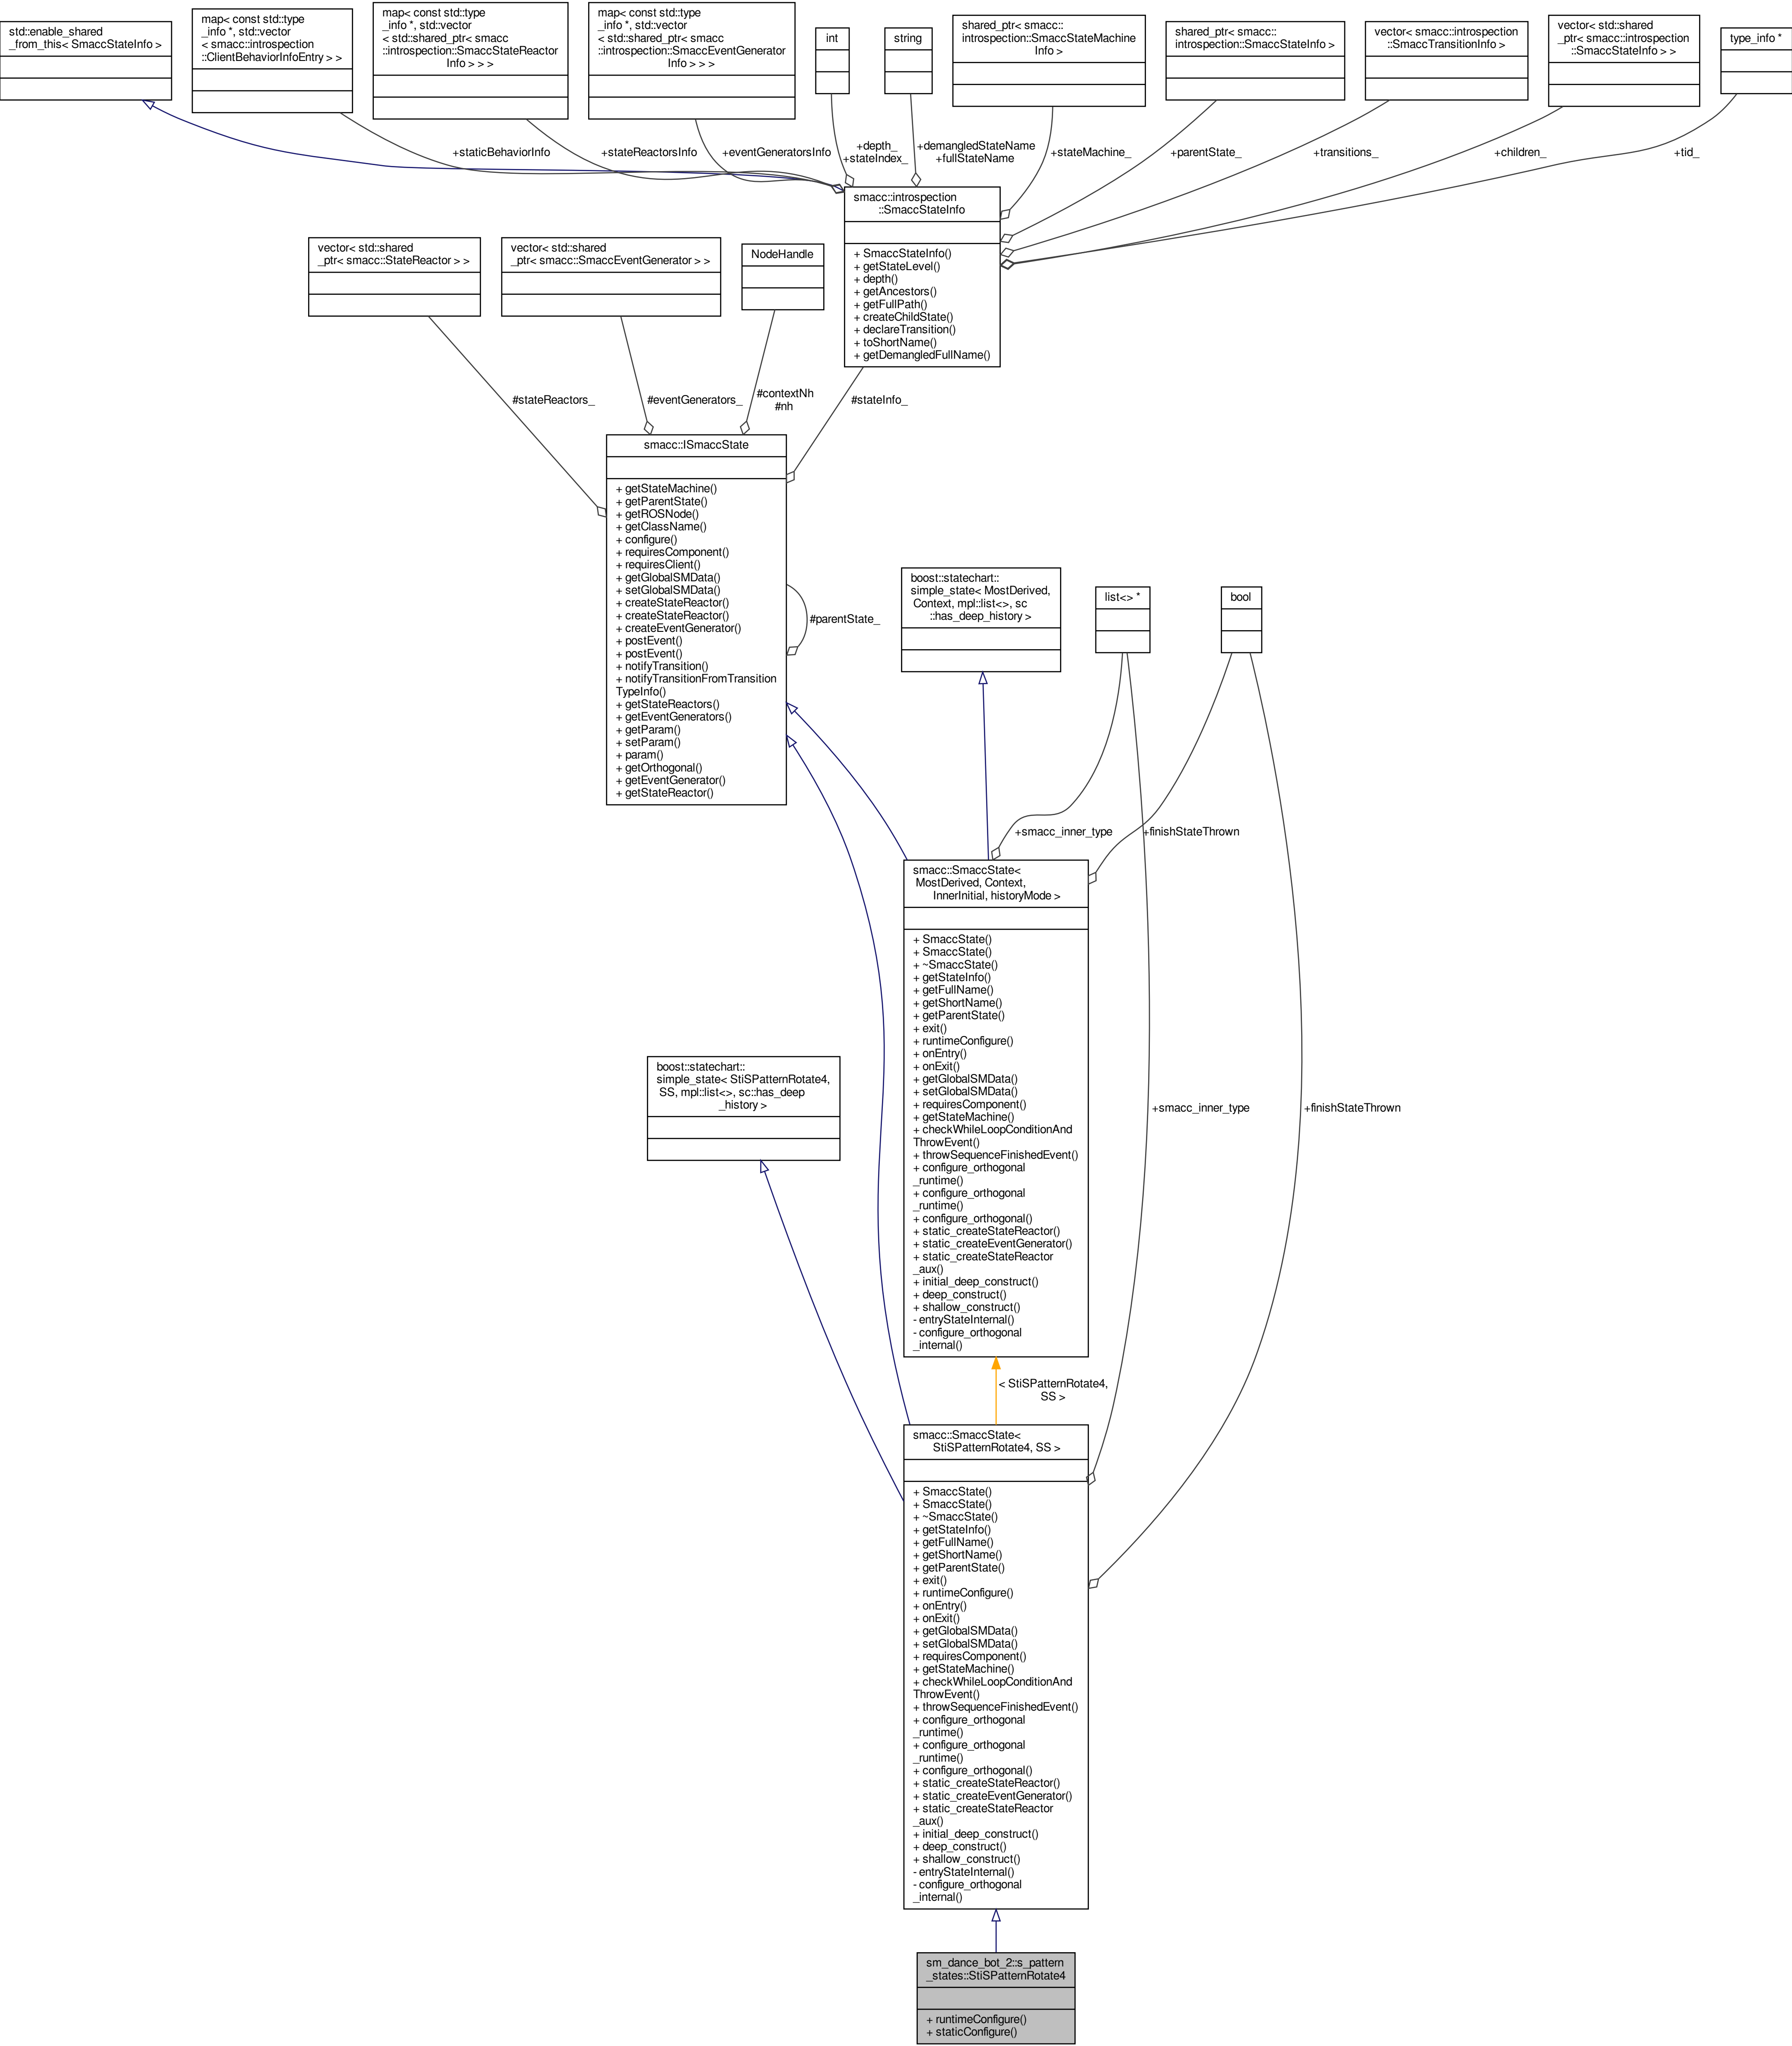 std::enable_shared
_from_this< SmaccStateInfo >
map< const std::type
_info *, std::vector
< smacc::introspection
::ClientBehaviorInfoEntry > >
map< const std::type
_info *, std::vector
< std::shared_ptr< smacc
::introspection::SmaccStateReactor
Info > > >
map< const std::type
_info *, std::vector
< std::shared_ptr< smacc
::introspection::SmaccEventGenerator
Info > > >
int
string
shared_ptr< smacc::
introspection::SmaccStateMachine
Info >
shared_ptr< smacc::
introspection::SmaccStateInfo >
vector< smacc::introspection
::SmaccTransitionInfo >
vector< std::shared
_ptr< smacc::introspection
::SmaccStateInfo > >
type_info *
+staticBehaviorInfo
+stateReactorsInfo
+eventGeneratorsInfo
+depth_
+stateIndex_
+demangledStateName
+fullStateName
+stateMachine_
+parentState_
+transitions_
+children_
+tid_
smacc::introspection
::SmaccStateInfo
+ SmaccStateInfo()
+ getStateLevel()
+ depth()
+ getAncestors()
+ getFullPath()
+ createChildState()
+ declareTransition()
+ toShortName()
+ getDemangledFullName()
vector< std::shared
_ptr< smacc::StateReactor > >
vector< std::shared
_ptr< smacc::SmaccEventGenerator > >
NodeHandle
#stateReactors_
#eventGenerators_
#contextNh
#nh
#stateInfo_
smacc::ISmaccState
+ getStateMachine()
+ getParentState()
+ getROSNode()
+ getClassName()
+ configure()
+ requiresComponent()
+ requiresClient()
+ getGlobalSMData()
+ setGlobalSMData()
+ createStateReactor()
+ createStateReactor()
+ createEventGenerator()
+ postEvent()
+ postEvent()
+ notifyTransition()
+ notifyTransitionFromTransition
TypeInfo()
+ getStateReactors()
+ getEventGenerators()
+ getParam()
+ setParam()
+ param()
+ getOrthogonal()
+ getEventGenerator()
+ getStateReactor()
#parentState_
boost::statechart::
simple_state< MostDerived,
Context, mpl::list<>, sc
::has_deep_history >
list<> *
bool
+smacc_inner_type
+finishStateThrown
smacc::SmaccState<
MostDerived, Context,
InnerInitial, historyMode >
+ SmaccState()
+ SmaccState()
+ ~SmaccState()
+ getStateInfo()
+ getFullName()
+ getShortName()
+ getParentState()
+ exit()
+ runtimeConfigure()
+ onEntry()
+ onExit()
+ getGlobalSMData()
+ setGlobalSMData()
+ requiresComponent()
+ getStateMachine()
+ checkWhileLoopConditionAnd
ThrowEvent()
+ throwSequenceFinishedEvent()
+ configure_orthogonal
_runtime()
+ configure_orthogonal
_runtime()
+ configure_orthogonal()
+ static_createStateReactor()
+ static_createEventGenerator()
+ static_createStateReactor
_aux()
+ initial_deep_construct()
+ deep_construct()
+ shallow_construct()
- entryStateInternal()
- configure_orthogonal
_internal()
boost::statechart::
simple_state< StiSPatternRotate4,
SS, mpl::list<>, sc::has_deep
_history >
+smacc_inner_type
+finishStateThrown
< StiSPatternRotate4,
SS >
smacc::SmaccState<
StiSPatternRotate4, SS >
+ SmaccState()
+ SmaccState()
+ ~SmaccState()
+ getStateInfo()
+ getFullName()
+ getShortName()
+ getParentState()
+ exit()
+ runtimeConfigure()
+ onEntry()
+ onExit()
+ getGlobalSMData()
+ setGlobalSMData()
+ requiresComponent()
+ getStateMachine()
+ checkWhileLoopConditionAnd
ThrowEvent()
+ throwSequenceFinishedEvent()
+ configure_orthogonal
_runtime()
+ configure_orthogonal
_runtime()
+ configure_orthogonal()
+ static_createStateReactor()
+ static_createEventGenerator()
+ static_createStateReactor
_aux()
+ initial_deep_construct()
+ deep_construct()
+ shallow_construct()
- entryStateInternal()
- configure_orthogonal
_internal()
sm_dance_bot_2::s_pattern
_states::StiSPatternRotate4
+ runtimeConfigure()
+ staticConfigure()